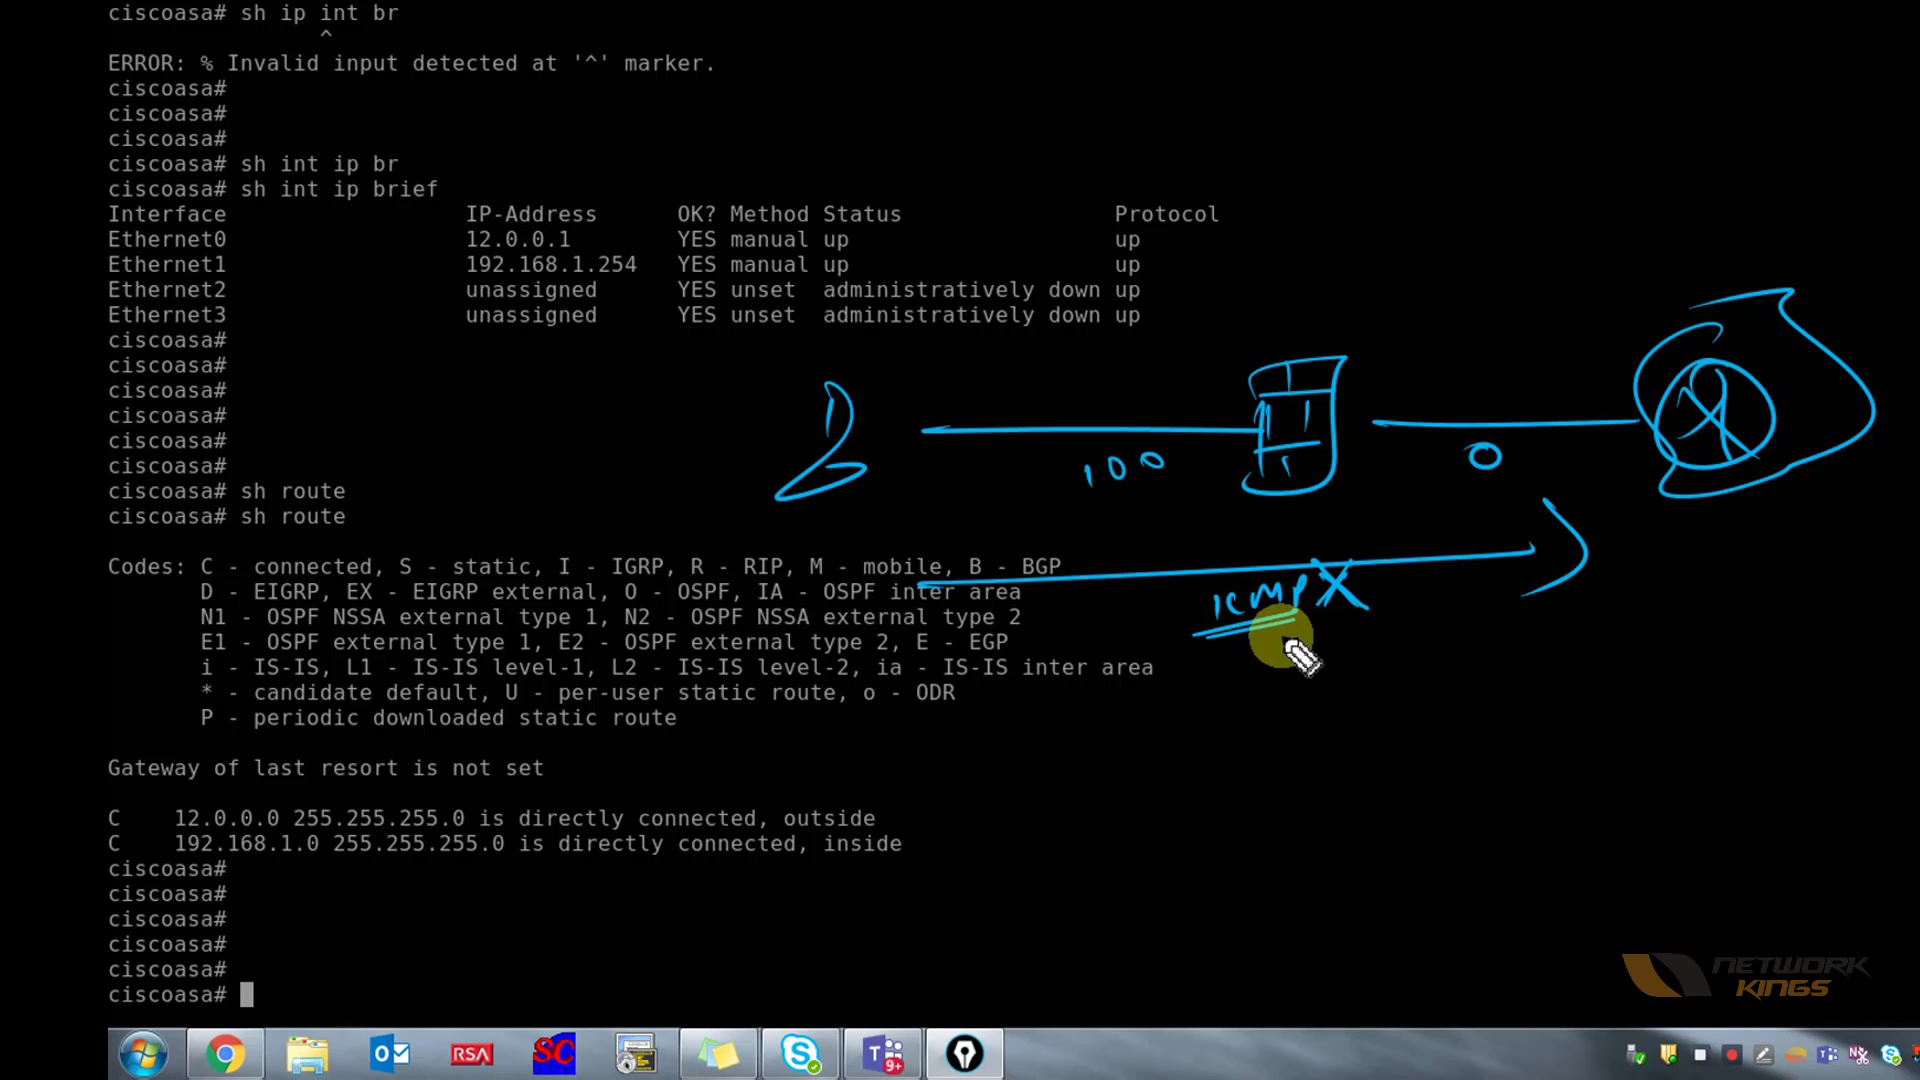 ciscoasa# sh ip int br
^
ERROR: % Invalid input detected at '^' marker.
ciscoasa#
ciscoasa#
ciscoasa#
ciscoasa# sh int ip br
ciscoasa# sh int ip brief
Interface IP-Address OK? Method Status Protocol
Ethernet0 12.0.0.1 YES manual up up
Ethernet1 192.168.1.254 YES manual up up
Ethernet2 unassigned YES unset administratively down up
Ethernet3 unassigned YES unset administratively down up
ciscoasa#
ciscoasa#
ciscoasa#
ciscoasa#
ciscoasa#
ciscoasa#
100
0
ciscoasa# sh route
ciscoasa# sh route
Codes: C - connected, S - static, I - IGRP, R - RIP, M - mobile, B - BGP
D - EIGRP, EX - EIGRP external, O - OSPF, IA - OSPF inter area
ICMP X
N1 - OSPF NSSA external type 1, N2 - OSPF NSSA external type 2
E1 - OSPF external type 1, E2 - OSPF external type 2, E - EGP
i - IS-IS, L1 - IS-IS level-1, L2 - IS-IS level-2, ia - IS-IS inter area
* - candidate default, U - per-user static route, o - ODR
P - periodic downloaded static route
Gateway of last resort is not set
C 12.0.0.0 255.255.255.0 is directly connected, outside
C 192.168.1.0 255.255.255.0 is directly connected, inside
ciscoasa#
ciscoasa#
ciscoasa#
ciscoasa#
ciscoasa#
ciscoasa#
NETWORK
KINGS
RSA
SC
9+